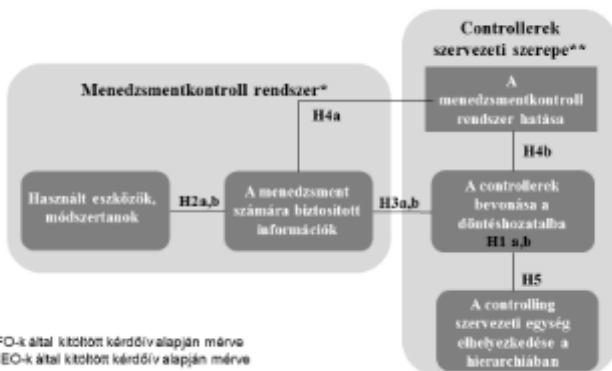 Controllerek
szervezeti szerepe**
Menedzsmentkontroll rendszer*
A
menedzsmentkontroll
rendszer hatása
H4a
H4b
Használt eszközök,
módszertanok
H2a,b
A menedzsment
számára biztosított
információk
H3a,b
A controllerek
bevonása a
döntéshozatalba
H1 a,b
H5
A controlling
szervezeti egység
elhelyezkedése a
hierarchiában
FO-k által kitöltött kérdőív alapján mérve
EO-k által kitöltött kérdőív alapján mérve